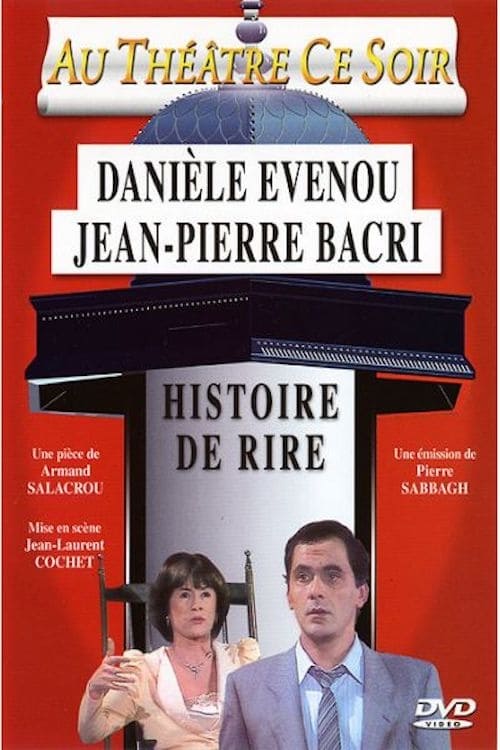 AU THÉÂTRE CE SOIR
DANIÈLE EVENOU
JEAN-PIERRE BACRI
HISTOIRE
DE RIRE
Une pièce de
Armand
SALACROU
Mise en scène
Jean-Laurent
COCHET
Une émission de
Pierre
SABBAGH
DVD
VIDEO